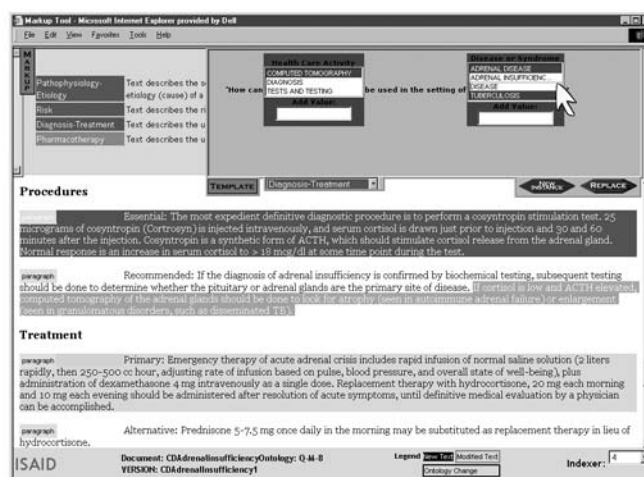 Markup Tool - Microsoft Internet Explorer provided by Dell
File Edit View Favorites Tools Help
MARKUP
Pathophysiology-Etiology
Text describes the
etiology (cause) of a
Risk
Text describes the ri
Diagnosis-Treatment
Text describes the u
Pharmacotherapy
Text describes the u
Health Care Activity
COMPUTED TOMOGRAPHY
DIAGNOSIS
TESTS AND TESTING
Add Value:
"How can
be used in the setting of
Disease or Syndrome
ADRENAL DISEASE
ADRENAL INSUFFICIENC
DISEASE
TUBERCULOSIS
Add Value:
TEMPLATE
Diagnosis-Treatment
NEW INSTANCE
REPLACE
Procedures
paragraph Essential: The most expedient definitive diagnostic procedure is to perform a cosyntropin stimulation test. 25
micrograms of cosyntropin (Cortrosyn) is injected intravenously, and serum cortisol is drawn just prior to injection and 30 and 60
minutes after the injection. Cosyntropin is a synthetic form of ACTH, which should stimulate cortisol release from the adrenal gland.
Normal response is an increase in serum cortisol to > 18 mcg/dl at some time point during the test.
paragraph Recommended: If the diagnosis of adrenal insufficiency is confirmed by biochemical testing, subsequent testing
should be done to determine whether the pituitary or adrenal glands are the primary site of disease. If cortisol is low and ACTH elevated,
computed tomography of the adrenal glands should be done to look for atrophy (seen in autoimmune adrenal failure) or enlargement
(seen in granulomatous disorders, such as disseminated TB).
Treatment
paragraph Primary: Emergency therapy of acute adrenal crisis includes rapid infusion of normal saline solution (2 liters
rapidly, then 250-500 cc hour, adjusting rate of infusion based on pulse, blood pressure, and overall state of well-being), plus
administration of dexamethasone 4 mg intravenously as a single dose. Replacement therapy with hydrocortisone, 20 mg each morning
and 10 mg each evening should be administered after resolution of acute symptoms, until definitive medical evaluation by a physician
can be accomplished.
paragraph Alternative: Prednisone 5-7.5 mg once daily in the morning may be substituted as replacement therapy in lieu of
hydrocortisone.
ISAID
Document: CDAdrenalInsufficiencyOntology: Q-M-8
VERSION: CDAdrenalInsufficiency1
Legend New Text Modified Text
Ontology Change
Indexer: 4